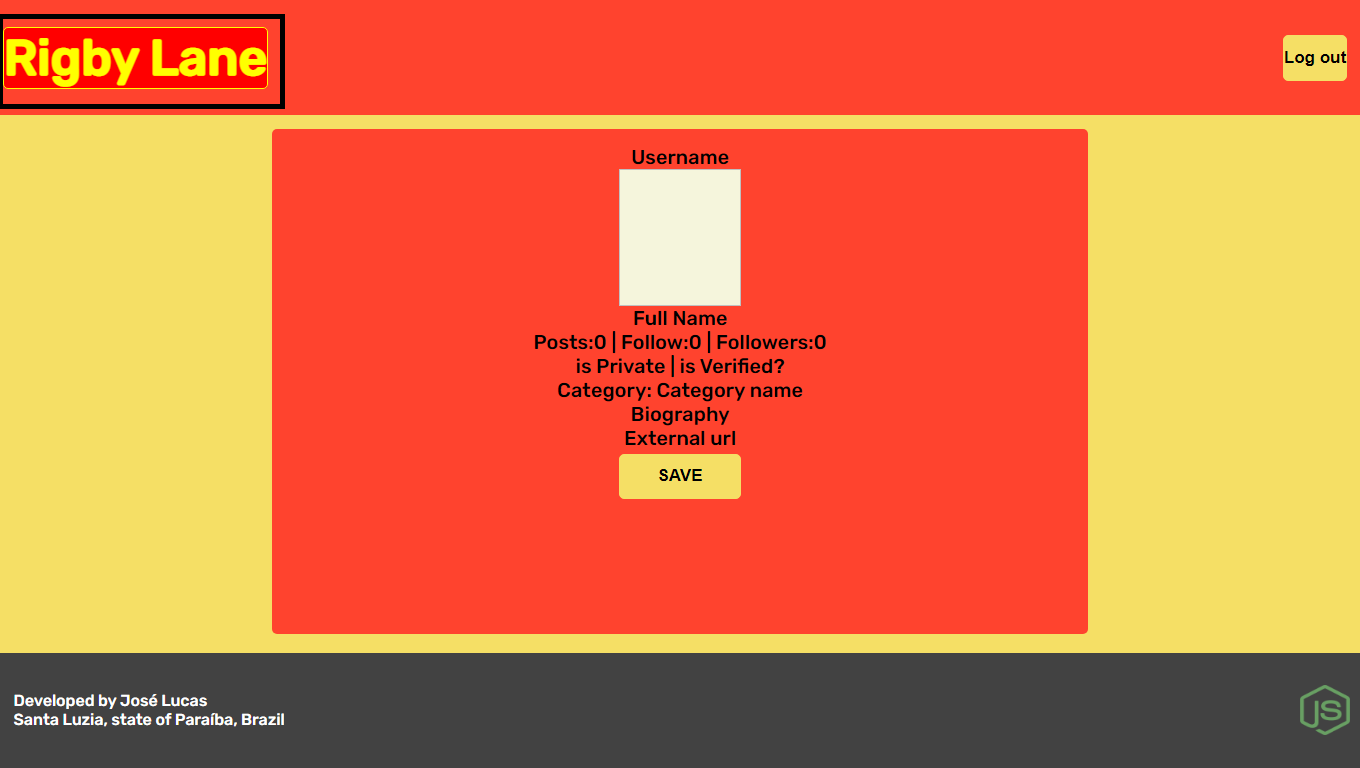 Rigby Lane
Log out
Username
Full Name
Posts:0 | Follow:0 | Followers:0
is Private | is Verified?
Category: Category name
Biography
External url
SAVE
Developed by José Lucas
Santa Luzia, state of Paraíba, Brazil
JS